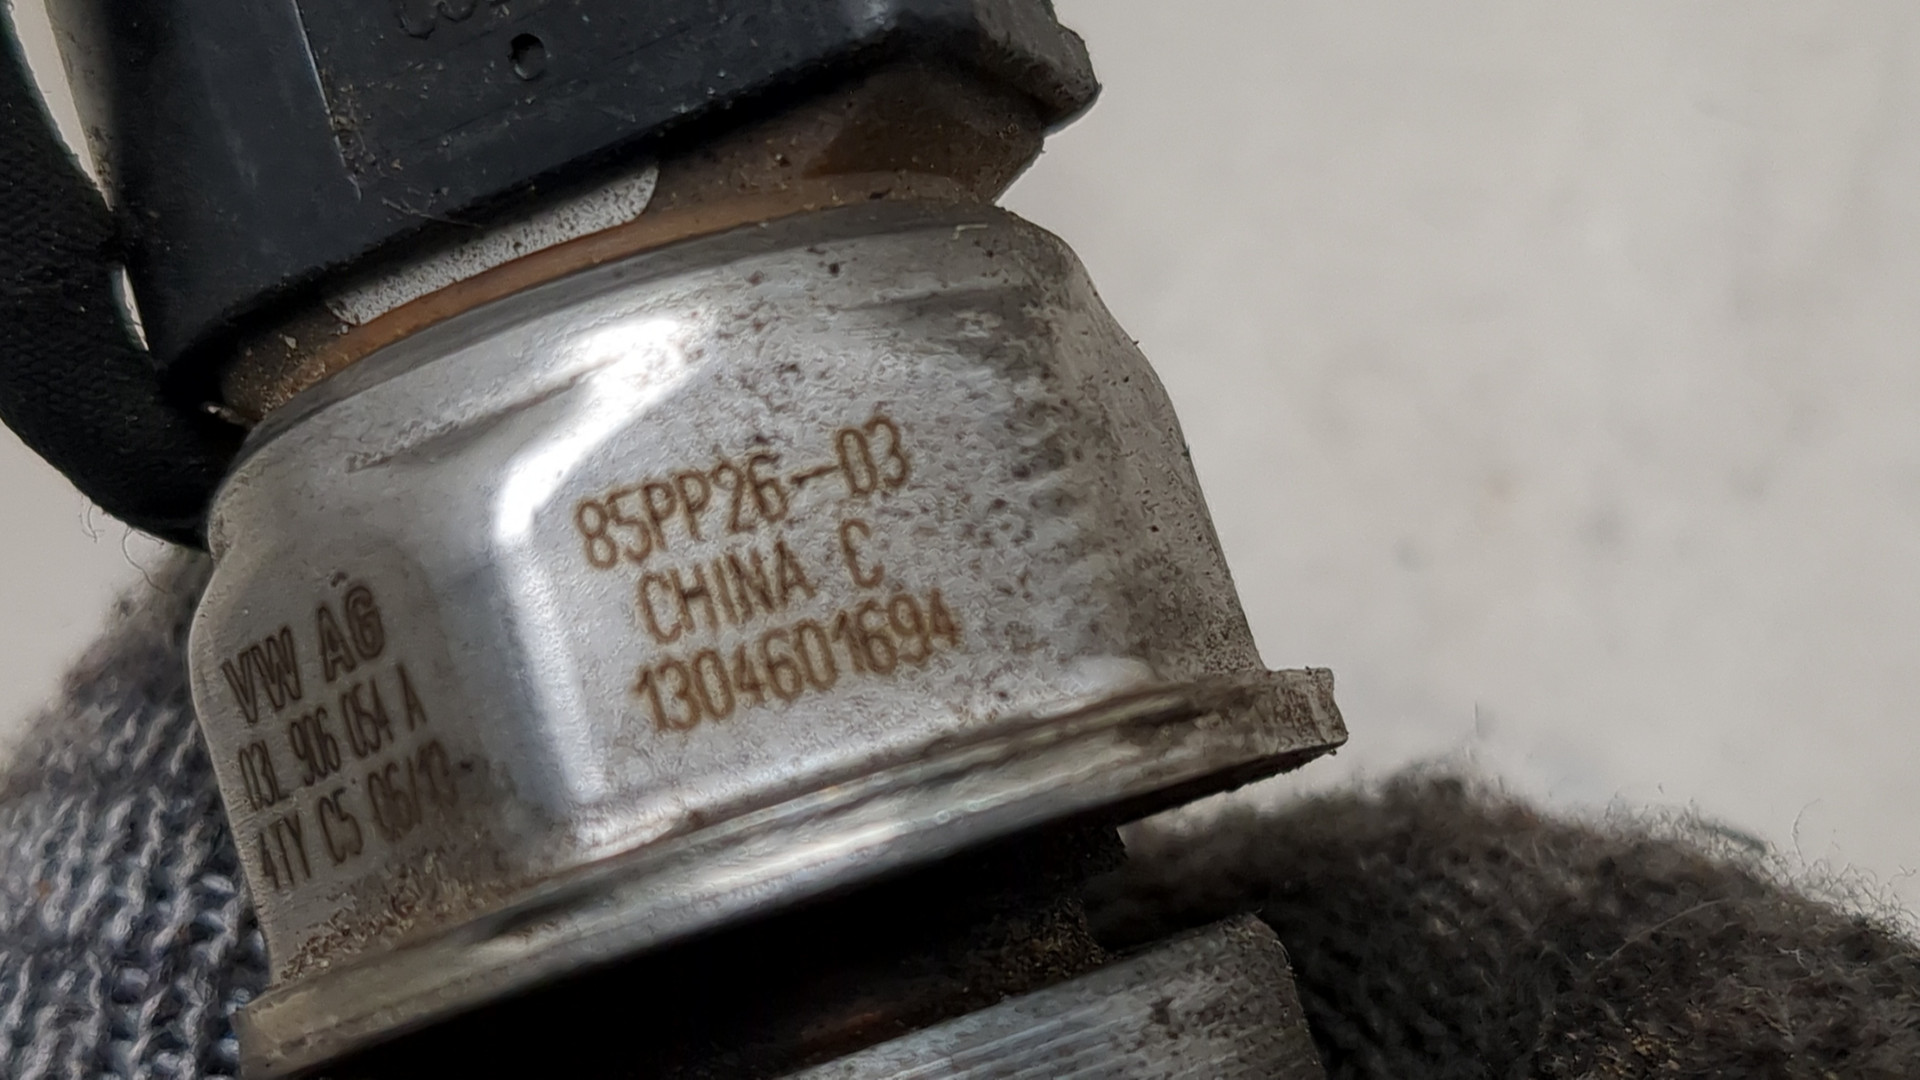 VW AG
03L 906 054 A
4TY C5
85PP26-03
CHINA C
1304601694